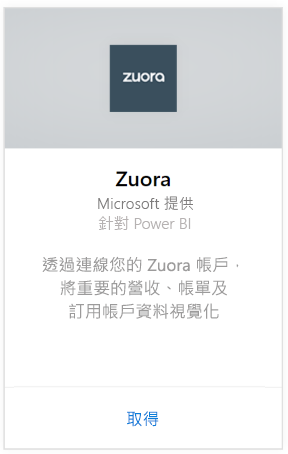 zuora
Zuora
Microsoft 提供
針對 Power BI
透過連線您的 Zuora 帳戶，
將重要的營收、帳單及
訂用帳戶資料視覺化
取得